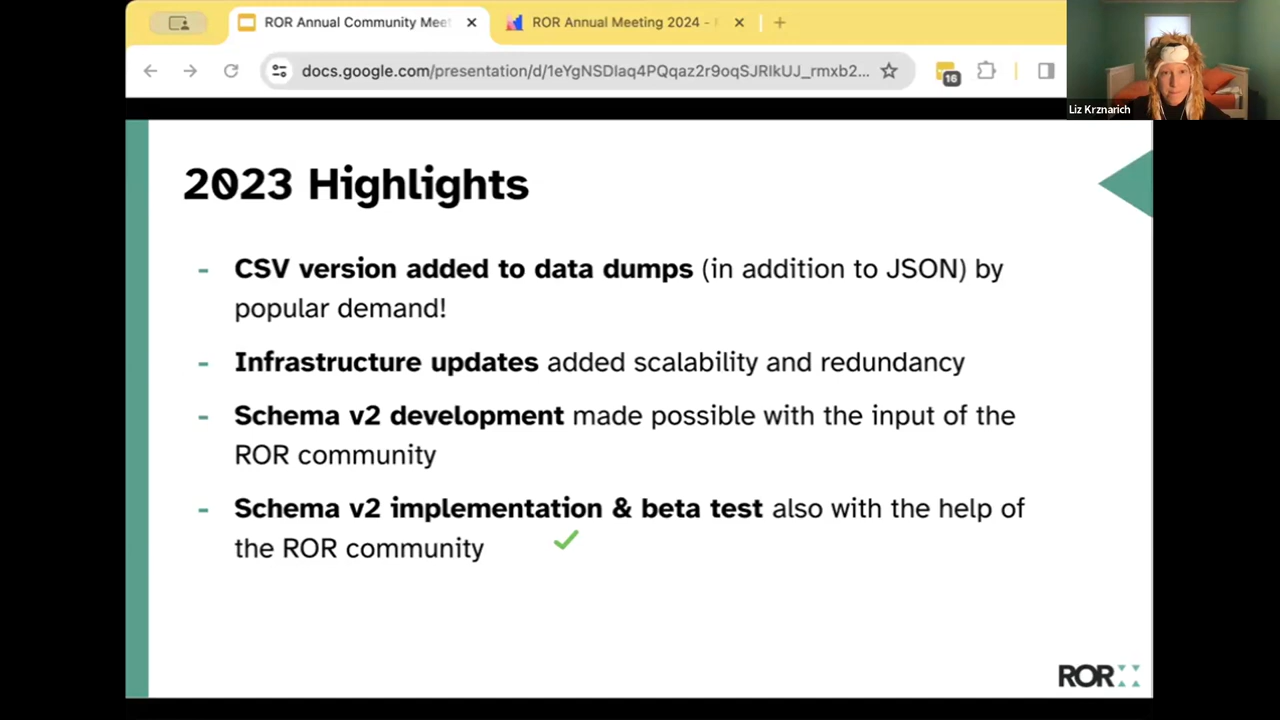 ROR Annual Community Meet
ROR Annual Meeting 2024 -
docs.google.com/presentation/d/1eYgNSDlaq4PQqaz2r9oqSJRlkUJ_rmxb2...
16
Liz Krznarich
2023 Highlights
- CSV version added to data dumps (in addition to JSON) by
popular demand!
- Infrastructure updates added scalability and redundancy
- Schema v2 development made possible with the input of the
ROR community
- Schema v2 implementation & beta test also with the help of
the ROR community
ROR